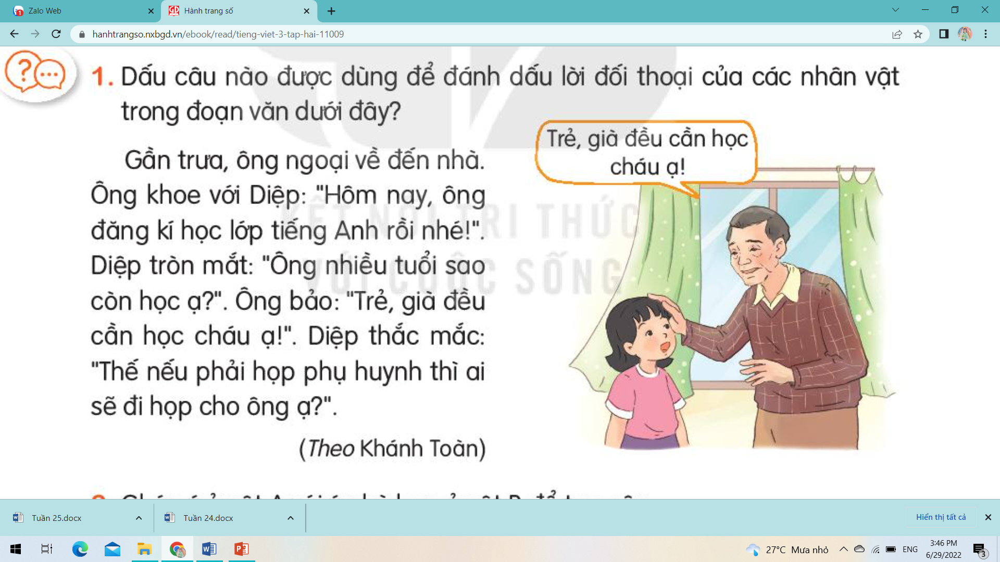 Zalo Web
Hành trang số
hanhtrangso.nxbgd.vn/ebook/read/tieng-viet-3-tap-hai-11009
1. Dấu câu nào được dùng để đánh dấu lời đối thoại của các nhân vật
trong đoạn văn dưới đây?
Trẻ, già đều cần học
cháu ạ!
Gần trưa, ông ngoại về đến nhà.
Ông khoe với Diệp: "Hôm nay, ông
đăng kí học lớp tiếng Anh rồi nhé!".
Diệp tròn mắt: "Ông nhiều tuổi sao
còn học ạ?". Ông bảo: "Trẻ, già đều
cần học cháu ạ!". Diệp thắc mắc:
"Thế nếu phải họp phụ huynh thì ai
sẽ đi họp cho ông ạ?".
(Theo Khánh Toàn)
KẾT NỐI TRI THỨC
VỚI CUỘC SỐNG
Tuần 25.docx
Tuần 24.docx
Hiển thị tất cả
27°C Mưa nhỏ
ENG
3:46 PM
6/29/2022
3